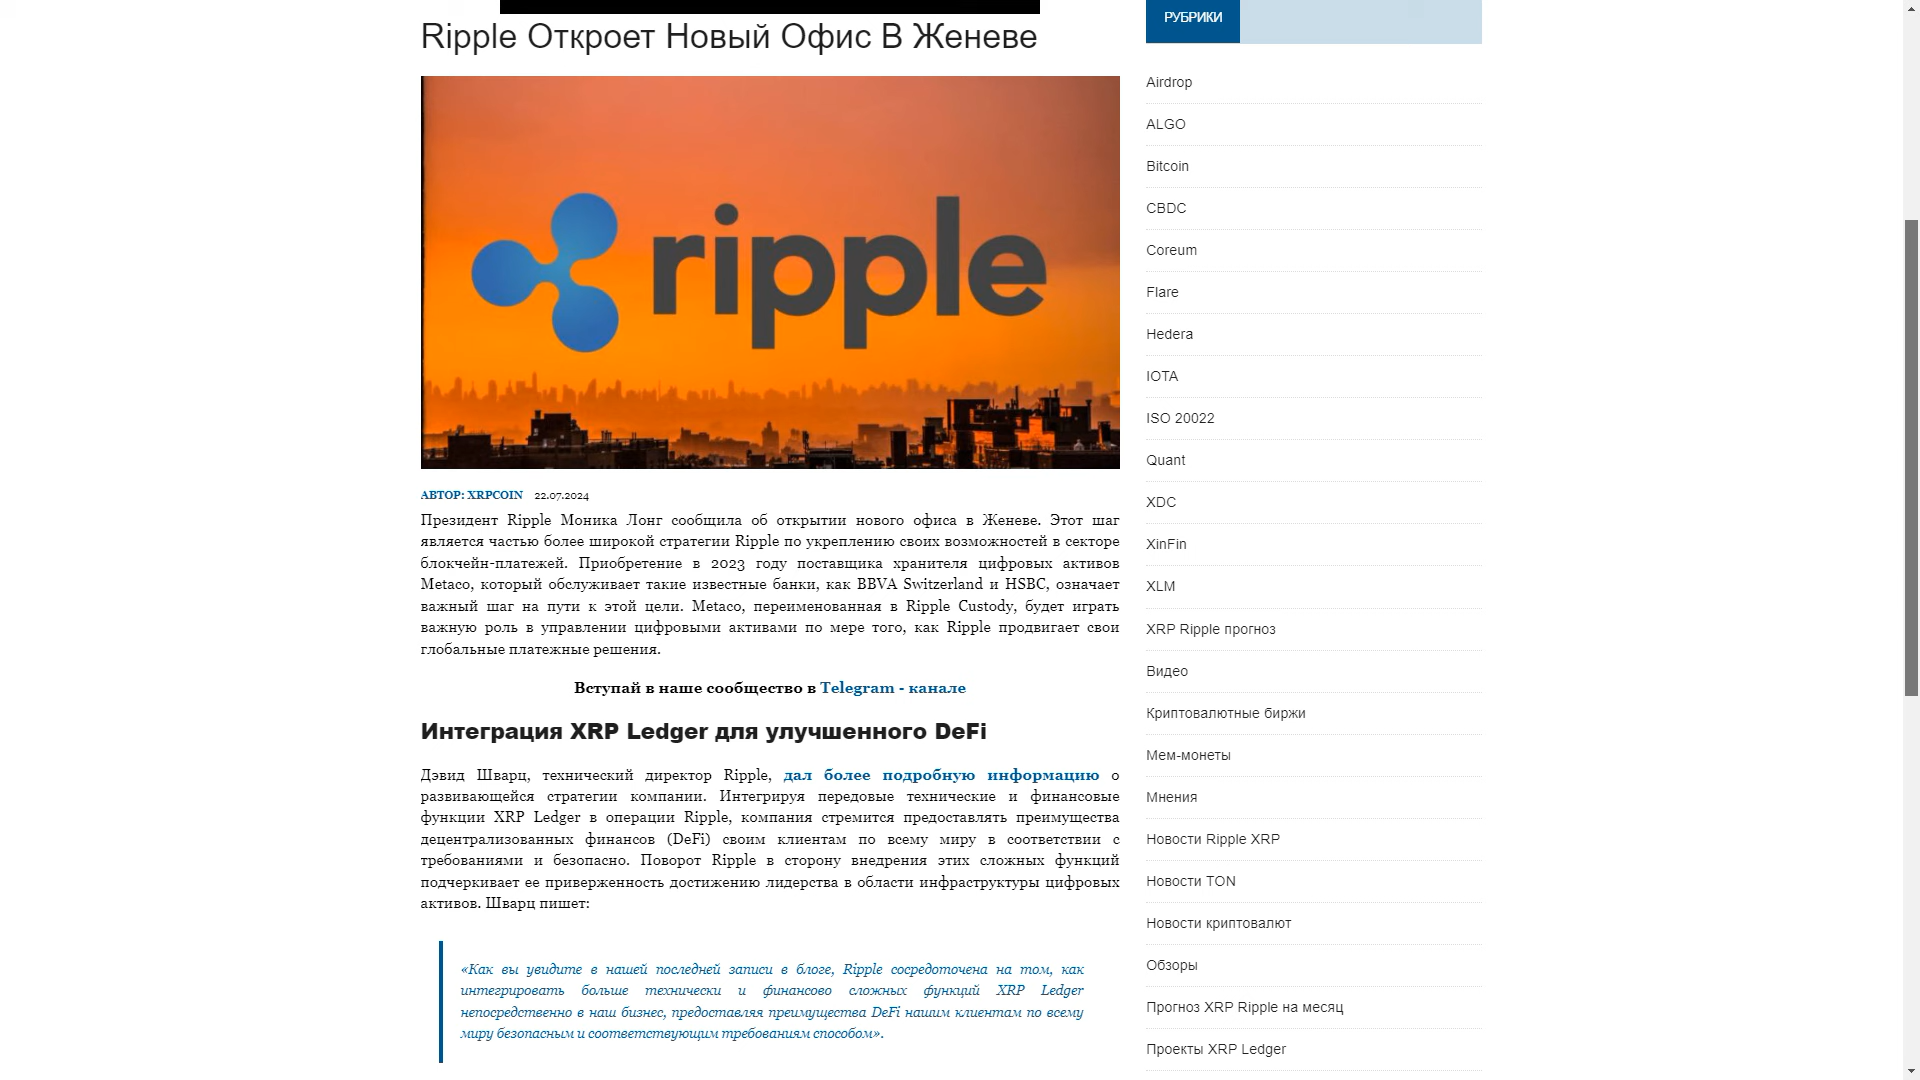 Ripple Откроет Новый Офис В Женеве
ripple
АВТОР: XRPCOIN 22.07.2024
Президент Ripple Моника Лонг сообщила об открытии нового офиса в Женеве. Этот шаг
является частью более широкой стратегии Ripple по укреплению своих возможностей в секторе
блокчейн-платежей. Приобретение в 2023 году поставщика хранителя цифровых активов
Metaco, который обслуживает такие известные банки, как BBVA Switzerland и HSBC, означает
важный шаг на пути к этой цели. Metaco, переименованная в Ripple Custody, будет играть
важную роль в управлении цифровыми активами по мере того, как Ripple продвигает свои
глобальные платежные решения.
Вступай в наше сообщество в Telegram - канале
Интеграция XRP Ledger для улучшенного DeFi
Дэвид Шварц, технический директор Ripple, дал более подробную информацию о
развивающейся стратегии компании. Интегрируя передовые технические и финансовые
функции XRP Ledger в операции Ripple, компания стремится предоставлять преимущества
децентрализованных финансов (DeFi) своим клиентам по всему миру в соответствии с
требованиями и безопасно. Поворот Ripple в сторону внедрения этих сложных функций
подчеркивает ее приверженность достижению лидерства в области инфраструктуры цифровых
активов. Шварц пишет:
«Как вы увидите в нашей последней записи в блоге, Ripple сосредоточена на том, как
интегрировать больше технически и финансово сложных функций XRP Ledger
непосредственно в наш бизнес, предоставляя преимущества DeFi нашим клиентам по всему
миру безопасным и соответствующим требованиям способом».
РУБРИКИ
Airdrop
ALGO
Bitcoin
CBDC
Coreum
Flare
Hedera
IOTA
ISO 20022
Quant
XDC
XinFin
XLM
XRP Ripple прогноз
Видео
Криптовалютные биржи
Мем-монеты
Мнения
Новости Ripple XRP
Новости TON
Новости криптовалют
Обзоры
Прогноз XRP Ripple на месяц
Проекты XRP Ledger